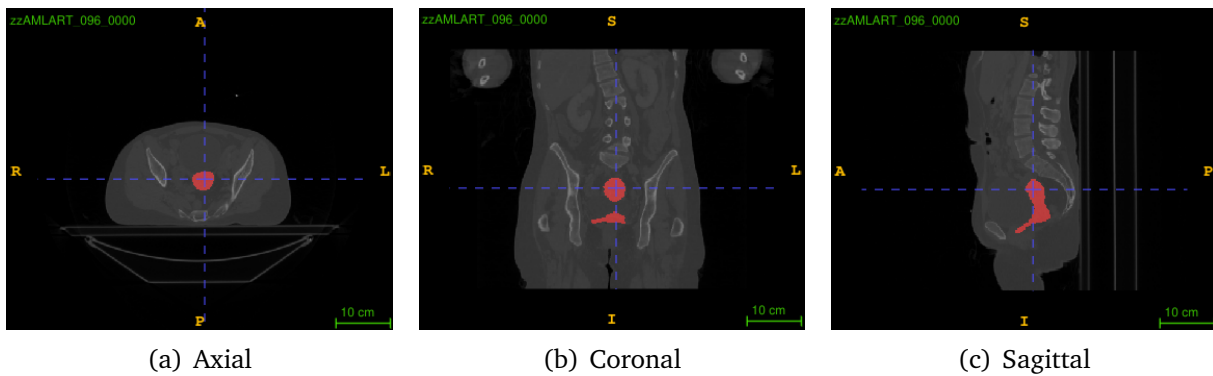 zzAMLART_096_0000
A
R
L
P
10 cm
(a) Axial
zzAMLART_096_0000
S
R
L
I
10 cm
(b) Coronal
zzAMLART_096_0000
S
A
P
I
10 cm
(c) Sagittal